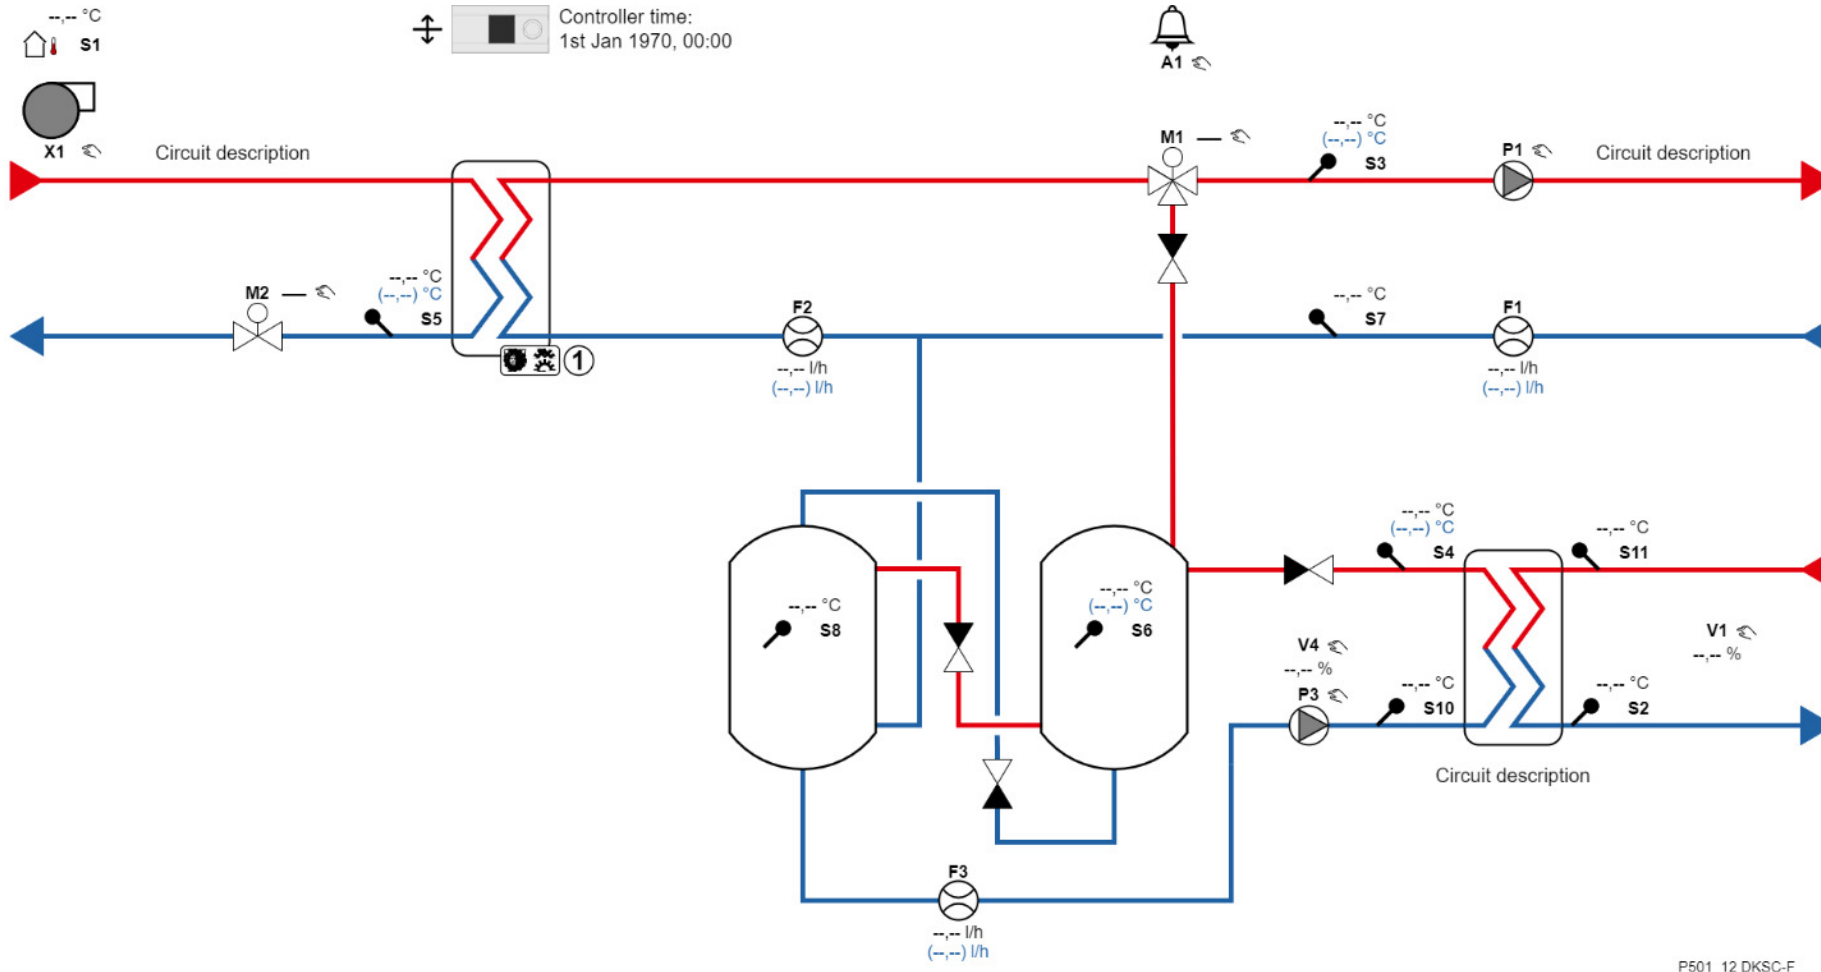 --,-- °C
S1
Controller time:
1st Jan 1970, 00:00
A1
X1
Circuit description
M1
--,-- °C
(--,--) °C
S3
P1
Circuit description
M2
--,-- °C
(--,--) °C
S5
1
F2
--,-- l/h
(--,--) l/h
--,-- °C
S7
F1
--,-- l/h
(--,--) l/h
--,-- °C
S8
--,-- °C
(--,--) °C
S6
--,-- °C
(--,--) °C
S4
--,-- °C
S11
V4
--,-- %
P3
--,-- °C
S10
--,-- °C
S2
V1
--,-- %
Circuit description
F3
--,-- l/h
(--,--) l/h
P501_12 DKSC-F